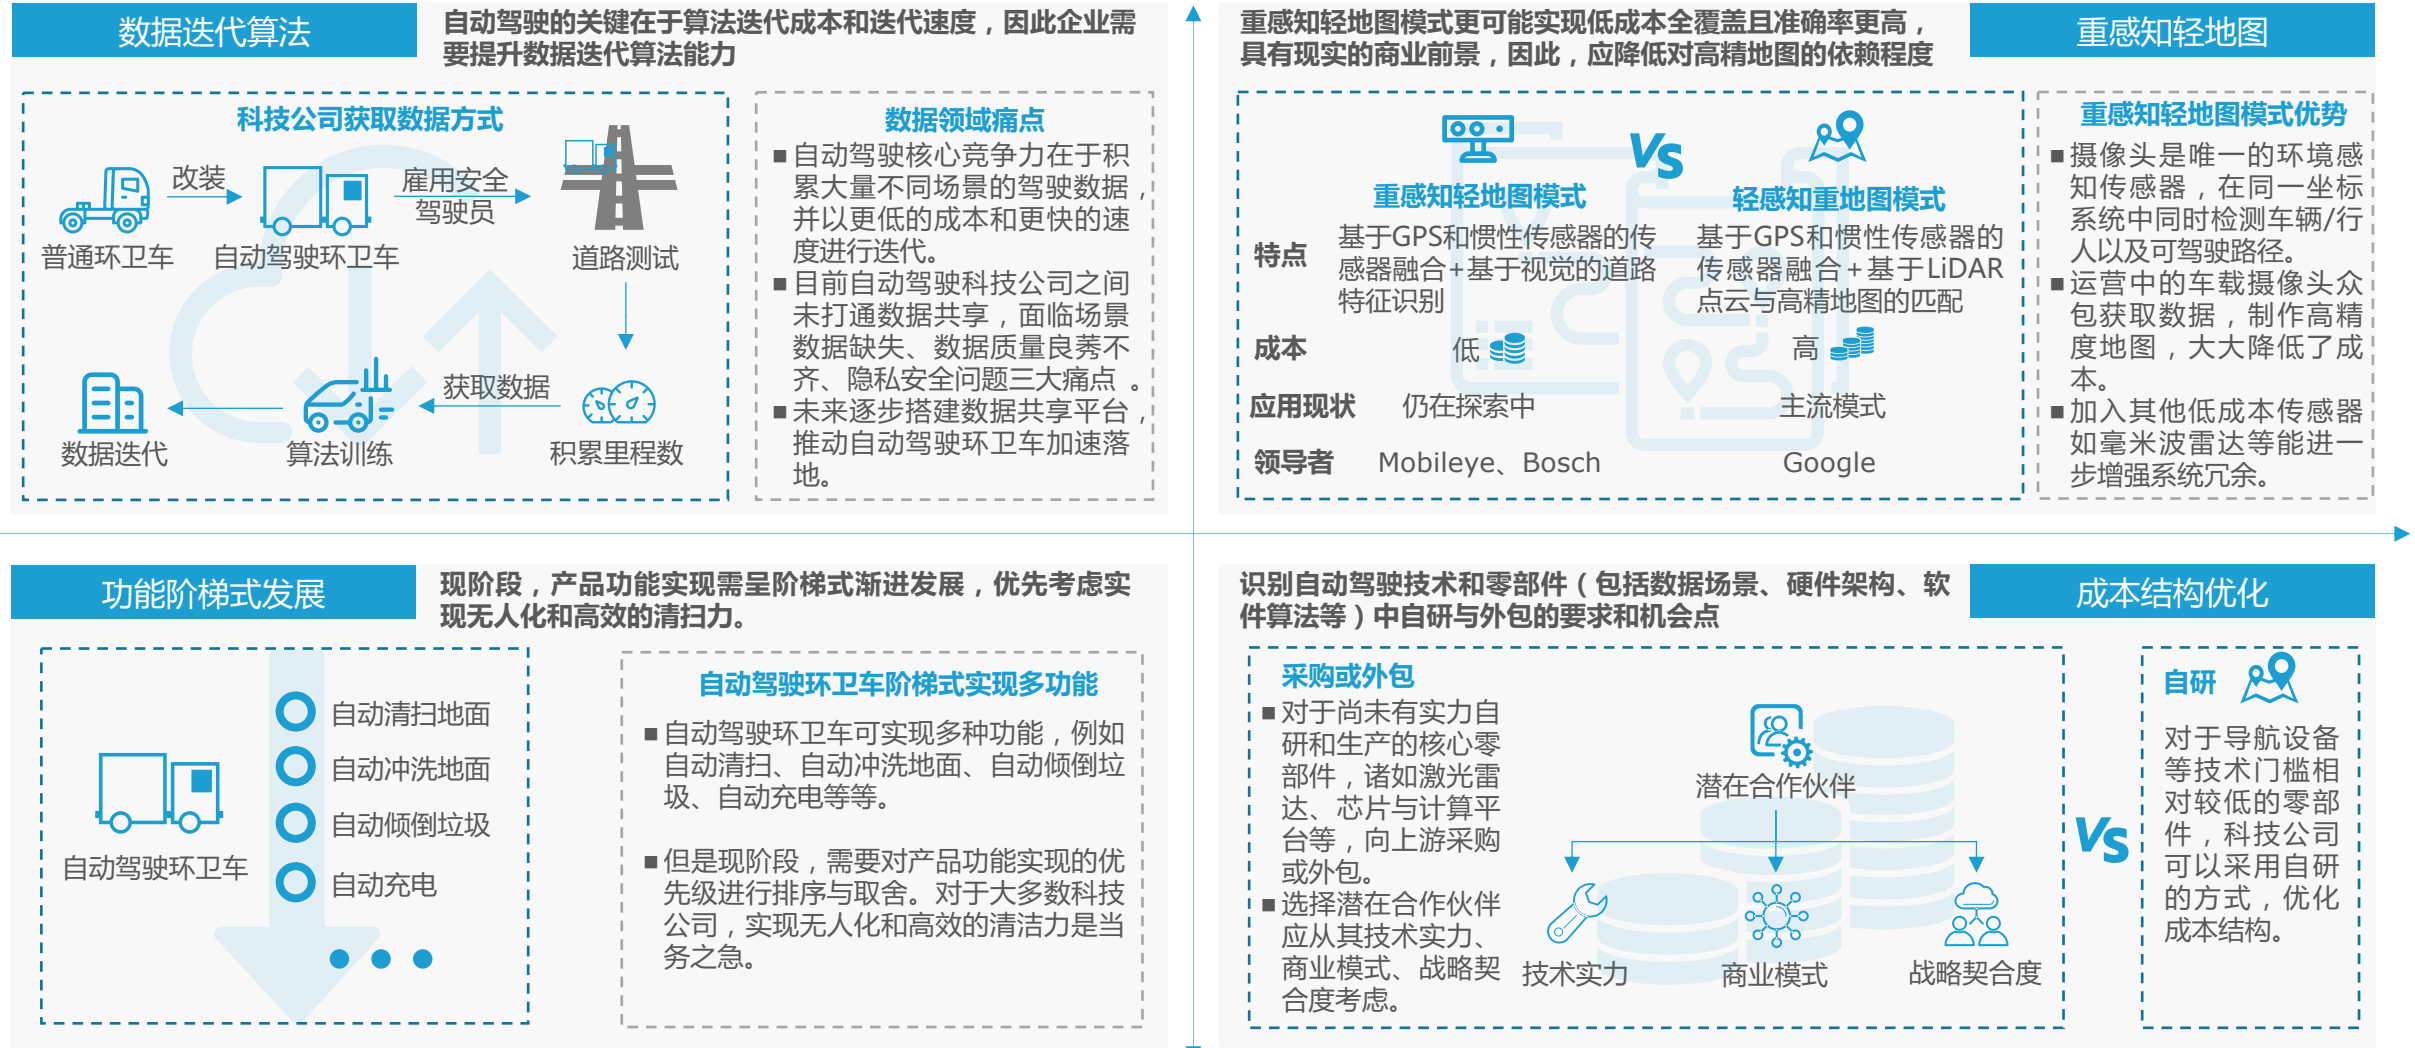 数据迭代算法
自动驾驶的关键在于算法迭代成本和迭代速度，因此企业需
要提升数据迭代算法能力
科技公司获取数据方式
改装
雇用安全
驾驶员
普通环卫车
自动驾驶环卫车
道路测试
获取数据
数据迭代
算法训练
积累里程数
数据领域痛点
■自动驾驶核心竞争力在于积
累大量不同场景的驾驶数据，
并以更低的成本和更快的速
度进行迭代。
■目前自动驾驶科技公司之间
未打通数据共享，面临场景
数据缺失、数据质量良莠不
齐、隐私安全问题三大痛点 。
■未来逐步搭建数据共享平台，
推动自动驾驶环卫车加速落
地。
重感知轻地图模式更可能实现低成本全覆盖且准确率更高，
具有现实的商业前景，因此，应降低对高精地图的依赖程度
重感知轻地图
VS
重感知轻地图模式
轻感知重地图模式
特点
基于GPS和惯性传感器的传
感器融合+基于视觉的道路
特征识别
基于GPS和惯性传感器的
传感器融合+基于LiDAR
点云与高精地图的匹配
成本
低
高
应用现状
仍在探索中
主流模式
领导者
Mobileye、Bosch
Google
重感知轻地图模式优势
■摄像头是唯一的环境感
知传感器，在同一坐标
系统中同时检测车辆/行
人以及可驾驶路径。
■运营中的车载摄像头众
包获取数据，制作高精
度地图，大大降低了成
本。
■加入其他低成本传感器
如毫米波雷达等能进一
步增强系统冗余。
功能阶梯式发展
现阶段，产品功能实现需呈阶梯式渐进发展，优先考虑实
现无人化和高效的清扫力。
自动驾驶环卫车
自动清扫地面
自动冲洗地面
自动倾倒垃圾
自动充电
自动驾驶环卫车阶梯式实现多功能
■自动驾驶环卫车可实现多种功能，例如
自动清扫、自动冲洗地面、自动倾倒垃
圾、自动充电等等。
■但是现阶段，需要对产品功能实现的优
先级进行排序与取舍。对于大多数科技
公司，实现无人化和高效的清洁力是当
务之急。
识别自动驾驶技术和零部件（包括数据场景、硬件架构、软
件算法等）中自研与外包的要求和机会点
成本结构优化
采购或外包
■对于尚未有实力自
研和生产的核心零
部件，诸如激光雷
达、芯片与计算平
台等，向上游采购
或外包。
■选择潜在合作伙伴
应从其技术实力、
商业模式、战略契
合度考虑。
潜在合作伙伴
技术实力
商业模式
战略契合度
VS
自研
对于导航设备
等技术门槛相
对较低的零部
件，科技公司
可以采用自研
的方式，优化
成本结构。